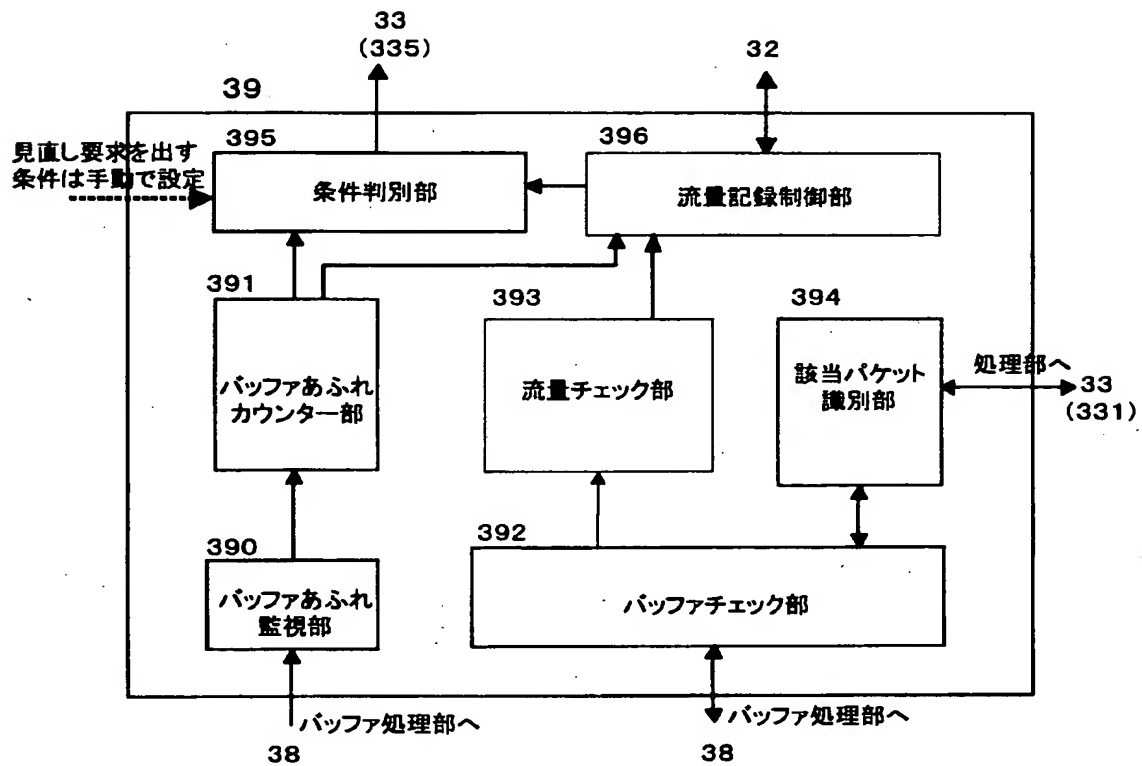 33
(335)
32
39
見直し要求を出す
条件は手動で設定
395
条件判別部
396
流量記録制御部
391
バッファあふれ
カウンター部
393
流量チェック部
394
該当パケット
識別部
処理部へ
33
(331)
390
バッファあふれ
監視部
392
バッファチェック部
バッファ処理部へ
38
バッファ処理部へ
38